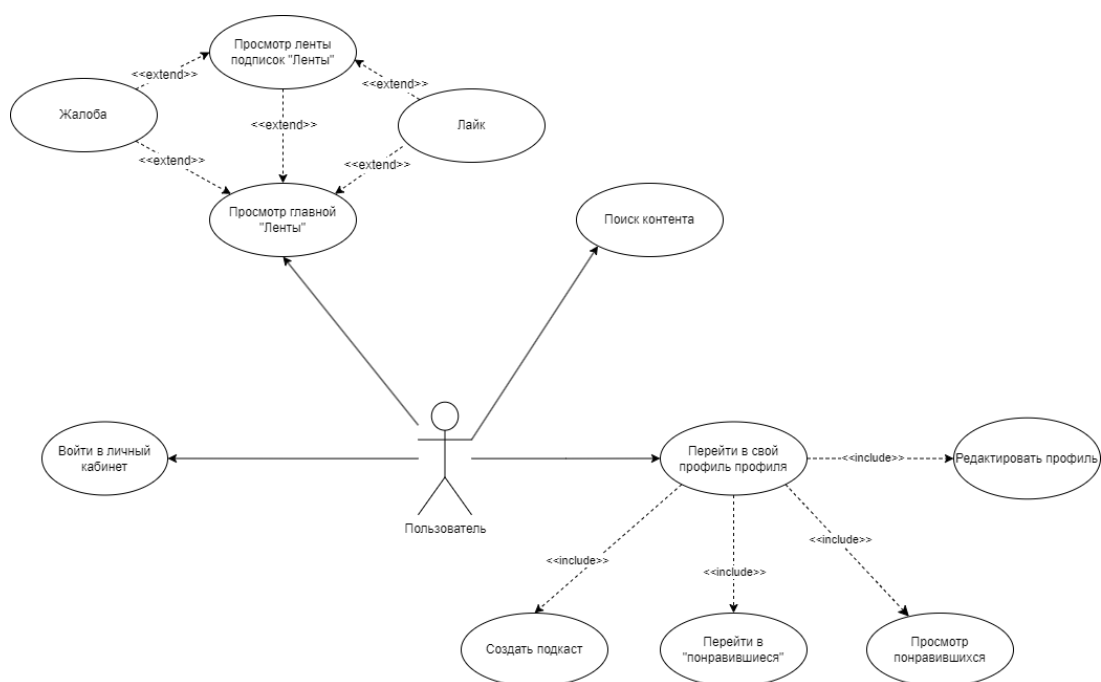 Просмотр ленты
подписок "Ленты"
<<extend>>
<<extend>>
Жалоба
<<extend>>
Лайк
<<extend>>
<<extend>>
Просмотр главной
"Ленты"
Поиск контента
Войти в личный
кабинет
Пользователь
Перейти в свой
профиль профиля
<<include>>
Редактировать профиль
<<include>>
<<include>>
<<include>>
Создать подкаст
Перейти в
"понравившиеся"
Просмотр
понравившихся